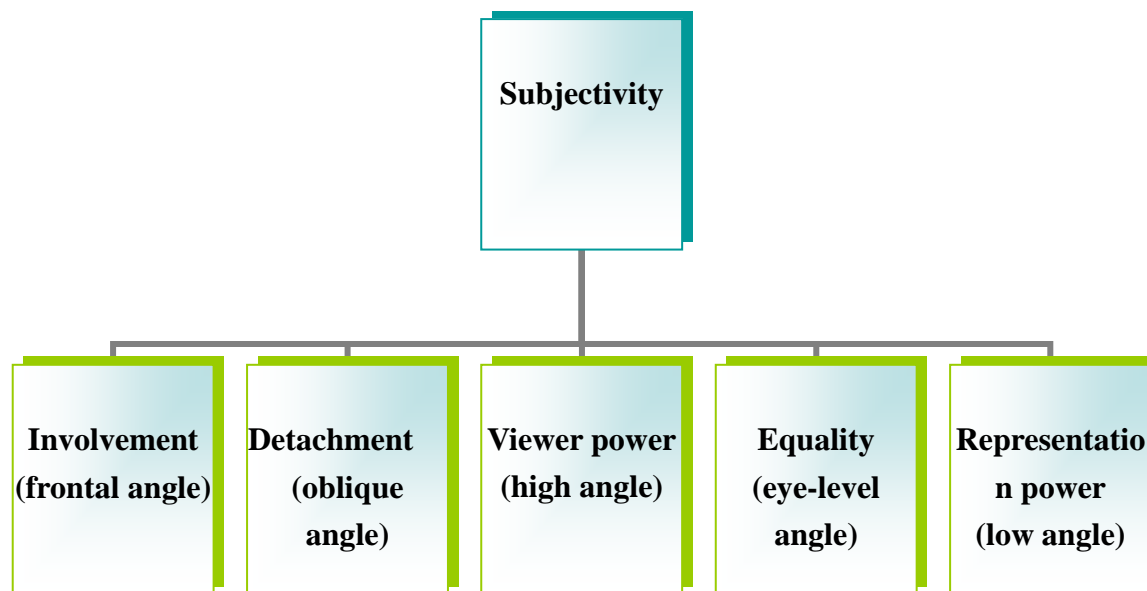 Subjectivity
Involvement
(frontal angle)
Detachment
(oblique
angle)
Viewer power
(high angle)
Equality
(eye-level
angle)
Representatio
n power
(low angle)